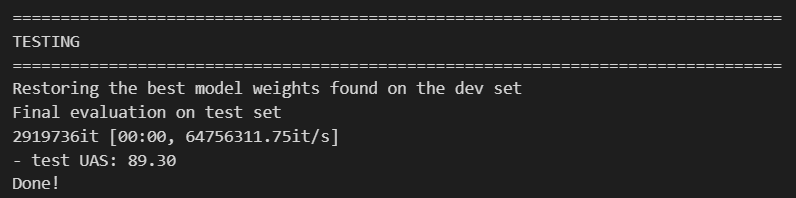 ================================================================================
TESTING
================================================================================
Restoring the best model weights found on the dev set
Final evaluation on test set
2919736it [00:00, 64756311.75it/s]
- test UAS: 89.30
Done!